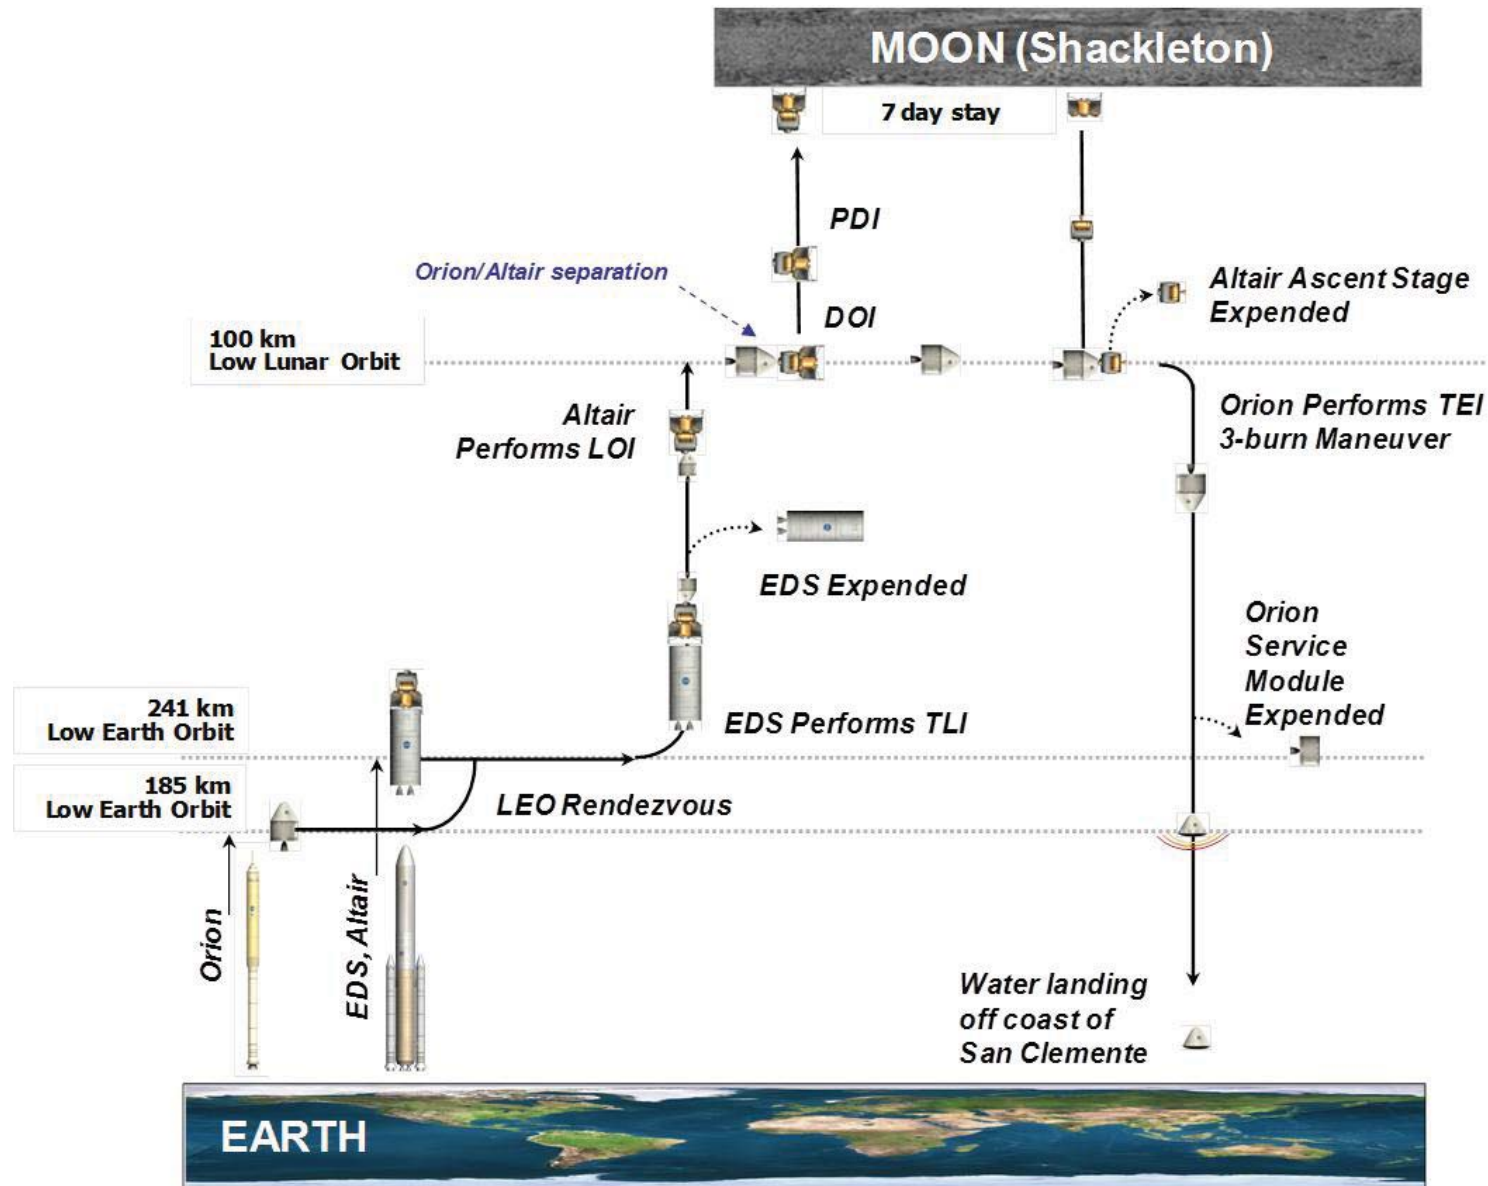 MOON (Shackleton)
7 day stay
PDI
Orion/Altair separation
DOI
Altair Ascent Stage
Expended
100 km
Low Lunar Orbit
Altair
Performs LOI
Orion Performs TEI
3-burn Maneuver
EDS Expended
Orion
Service
Module
Expended
241 km
Low Earth Orbit
EDS Performs TLI
185 km
Low Earth Orbit
LEO Rendezvous
Orion
EDS, Altair
Water landing
off coast of
San Clemente
EARTH